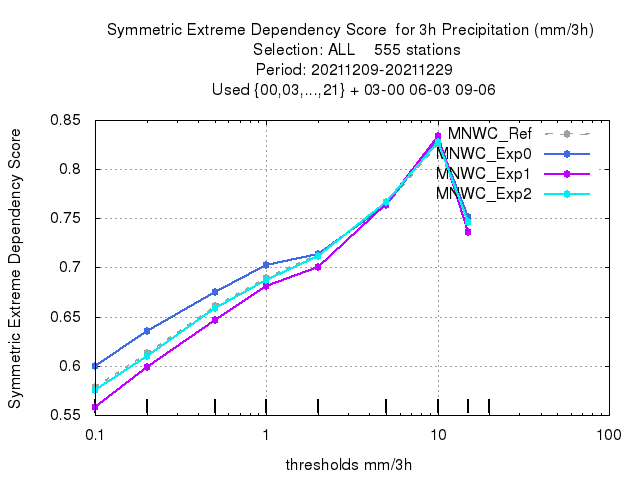 Symmetric Extreme Dependency Score  for 3h Precipitation (mm/3h)
Selection: ALL    555 stations
Period: 20211209-20211229
Used {00,03,...,21} + 03-00 06-03 09-06
Symmetric Extreme Dependency Score
0.85
0.8
0.75
0.7
0.65
0.6
0.55
MNWC_Ref
MNWC_Exp0
MNWC_Exp1
MNWC_Exp2
0.1 1 10 100
thresholds mm/3h